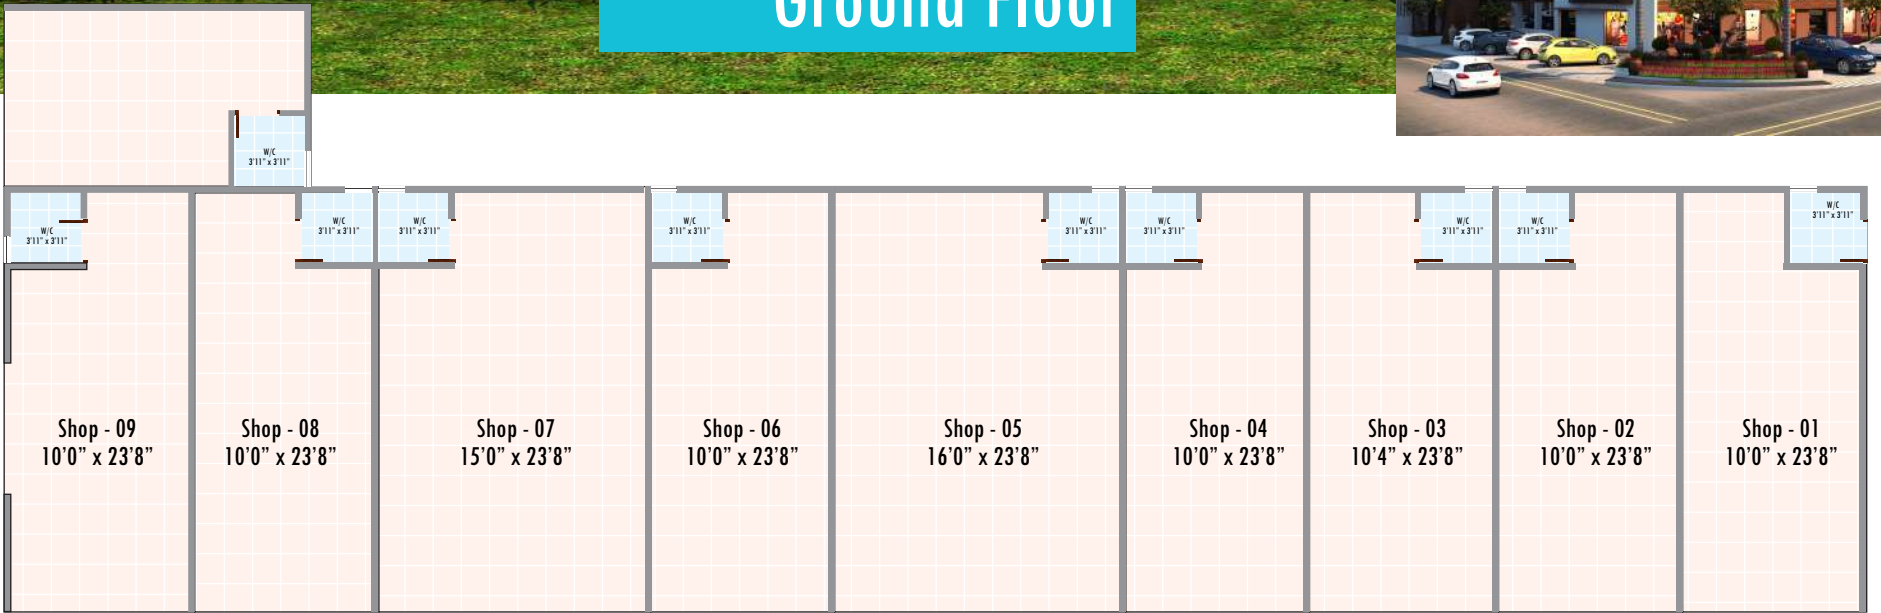 Ground Floor
W/C
3'11" x 3'11"
W/C
3'11" x 3'11"
W/C
3'11" x 3'11"
W/C
3'11" x 3'11"
W/C
3'11" x 3'11"
W/C
3'11" x 3'11"
W/C
3'11" x 3'11"
W/C
3'11" x 3'11"
W/C
3'11" x 3'11"
W/C
3'11" x 3'11"
Shop - 09
10’0” x 23’8”
Shop - 08
10’0” x 23’8”
Shop - 07
15’0” x 23’8”
Shop - 06
10’0” x 23’8”
Shop - 05
16’0” x 23’8”
Shop - 04
10’0” x 23’8”
Shop - 03
10’4” x 23’8”
Shop - 02
10’0” x 23’8”
Shop - 01
10’0” x 23’8”